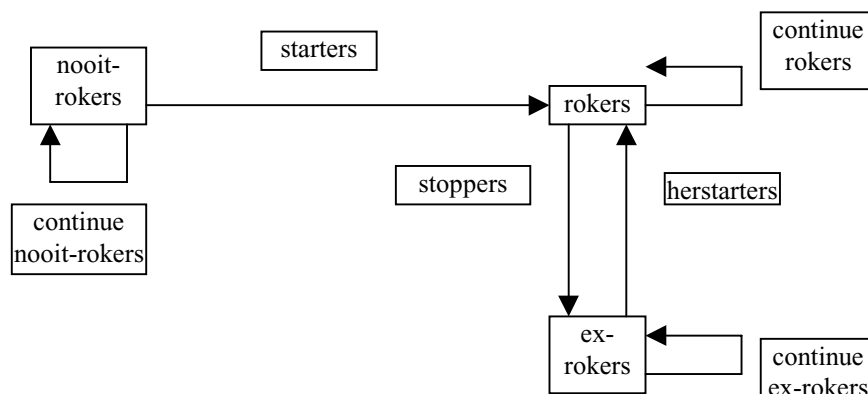 starters
continue
rokers
nooit-
rokers
rokers
stoppers
herstarters
continue
nooit-rokers
ex-
rokers
continue
ex-rokers